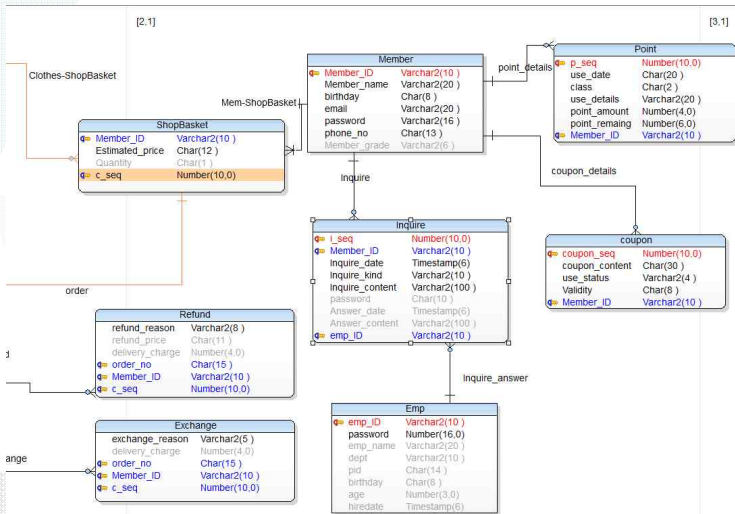 [2,1]
[3,1]
Clothes-ShopBasket
Mem-ShopBasket
point_details
Member
Member_ID Varchar2(10 )
Member_name Varchar2(20 )
birthday Char(8 )
email Varchar2(20 )
password Varchar2(16 )
phone_no Char(13 )
Member_grade Varchar2(6 )
Point
p_seq Number(10,0)
use_date Char(20 )
class Char(2 )
use_details Varchar2(20 )
point_amount Number(4,0)
point_remaing Number(6,0)
Member_ID Varchar2(10 )
ShopBasket
Member_ID Varchar2(10 )
Estimated_price Char(12 )
Quantity Char(1 )
c_seq Number(10,0)
Inquire
coupon_details
Inquire
i_seq Number(10,0)
Member_ID Varchar2(10 )
Inquire_date Timestamp(6)
Inquire_kind Varchar2(10 )
Inquire_content Varchar2(100 )
password Char(10 )
Answer_date Timestamp(6)
Answer_content Varchar2(100 )
emp_ID Varchar2(10 )
coupon
coupon_seq Number(10,0)
coupon_content Char(30 )
use_status Varchar2(4 )
Validity Char(8 )
Member_ID Varchar2(10 )
order
Refund
refund_reason Varchar2(8 )
refund_price Char(11 )
delivery_charge Number(4,0)
order_no Char(15 )
Member_ID Varchar2(10 )
c_seq Number(10,0)
Inquire_answer
Exchange
exchange_reason Varchar2(5 )
delivery_charge Number(4,0)
order_no Char(15 )
Member_ID Varchar2(10 )
c_seq Number(10,0)
ange
Emp
emp_ID Varchar2(10 )
password Number(16,0)
emp_name Varchar2(20 )
dept Varchar2(10 )
pid Char(14 )
birthday Char(8 )
age Number(3,0)
hiredate Timestamp(6)